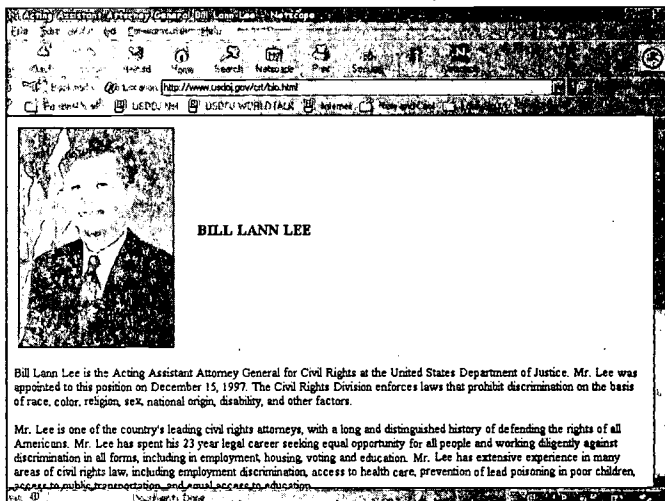 Acting Assistant Attorney General Bill Lann Lee - Netscape
File Help
Home Search Netscape Print
http://www.usdoj.gov/crt/bio.html
USDOJ WORLDTALK Internet
BILL LANN LEE
Bill Lann Lee is the Acting Assistant Attorney General for Civil Rights at the United States Department of Justice. Mr. Lee was
appointed to this position on December 15, 1997. The Civil Rights Division enforces laws that prohibit discrimination on the basis
of race, color, religion, sex, national origin, disability, and other factors.
Mr. Lee is one of the country's leading civil rights attorneys, with a long and distinguished history of defending the rights of all
Americans. Mr. Lee has spent his 23 year legal career seeking equal opportunity for all people and working diligently against
discrimination in all forms, including in employment, housing, voting and education. Mr. Lee has extensive experience in many
areas of civil rights law, including employment discrimination, access to health care, prevention of lead poisoning in poor children,
access to public transportation, and equal access to education.
Document: Done